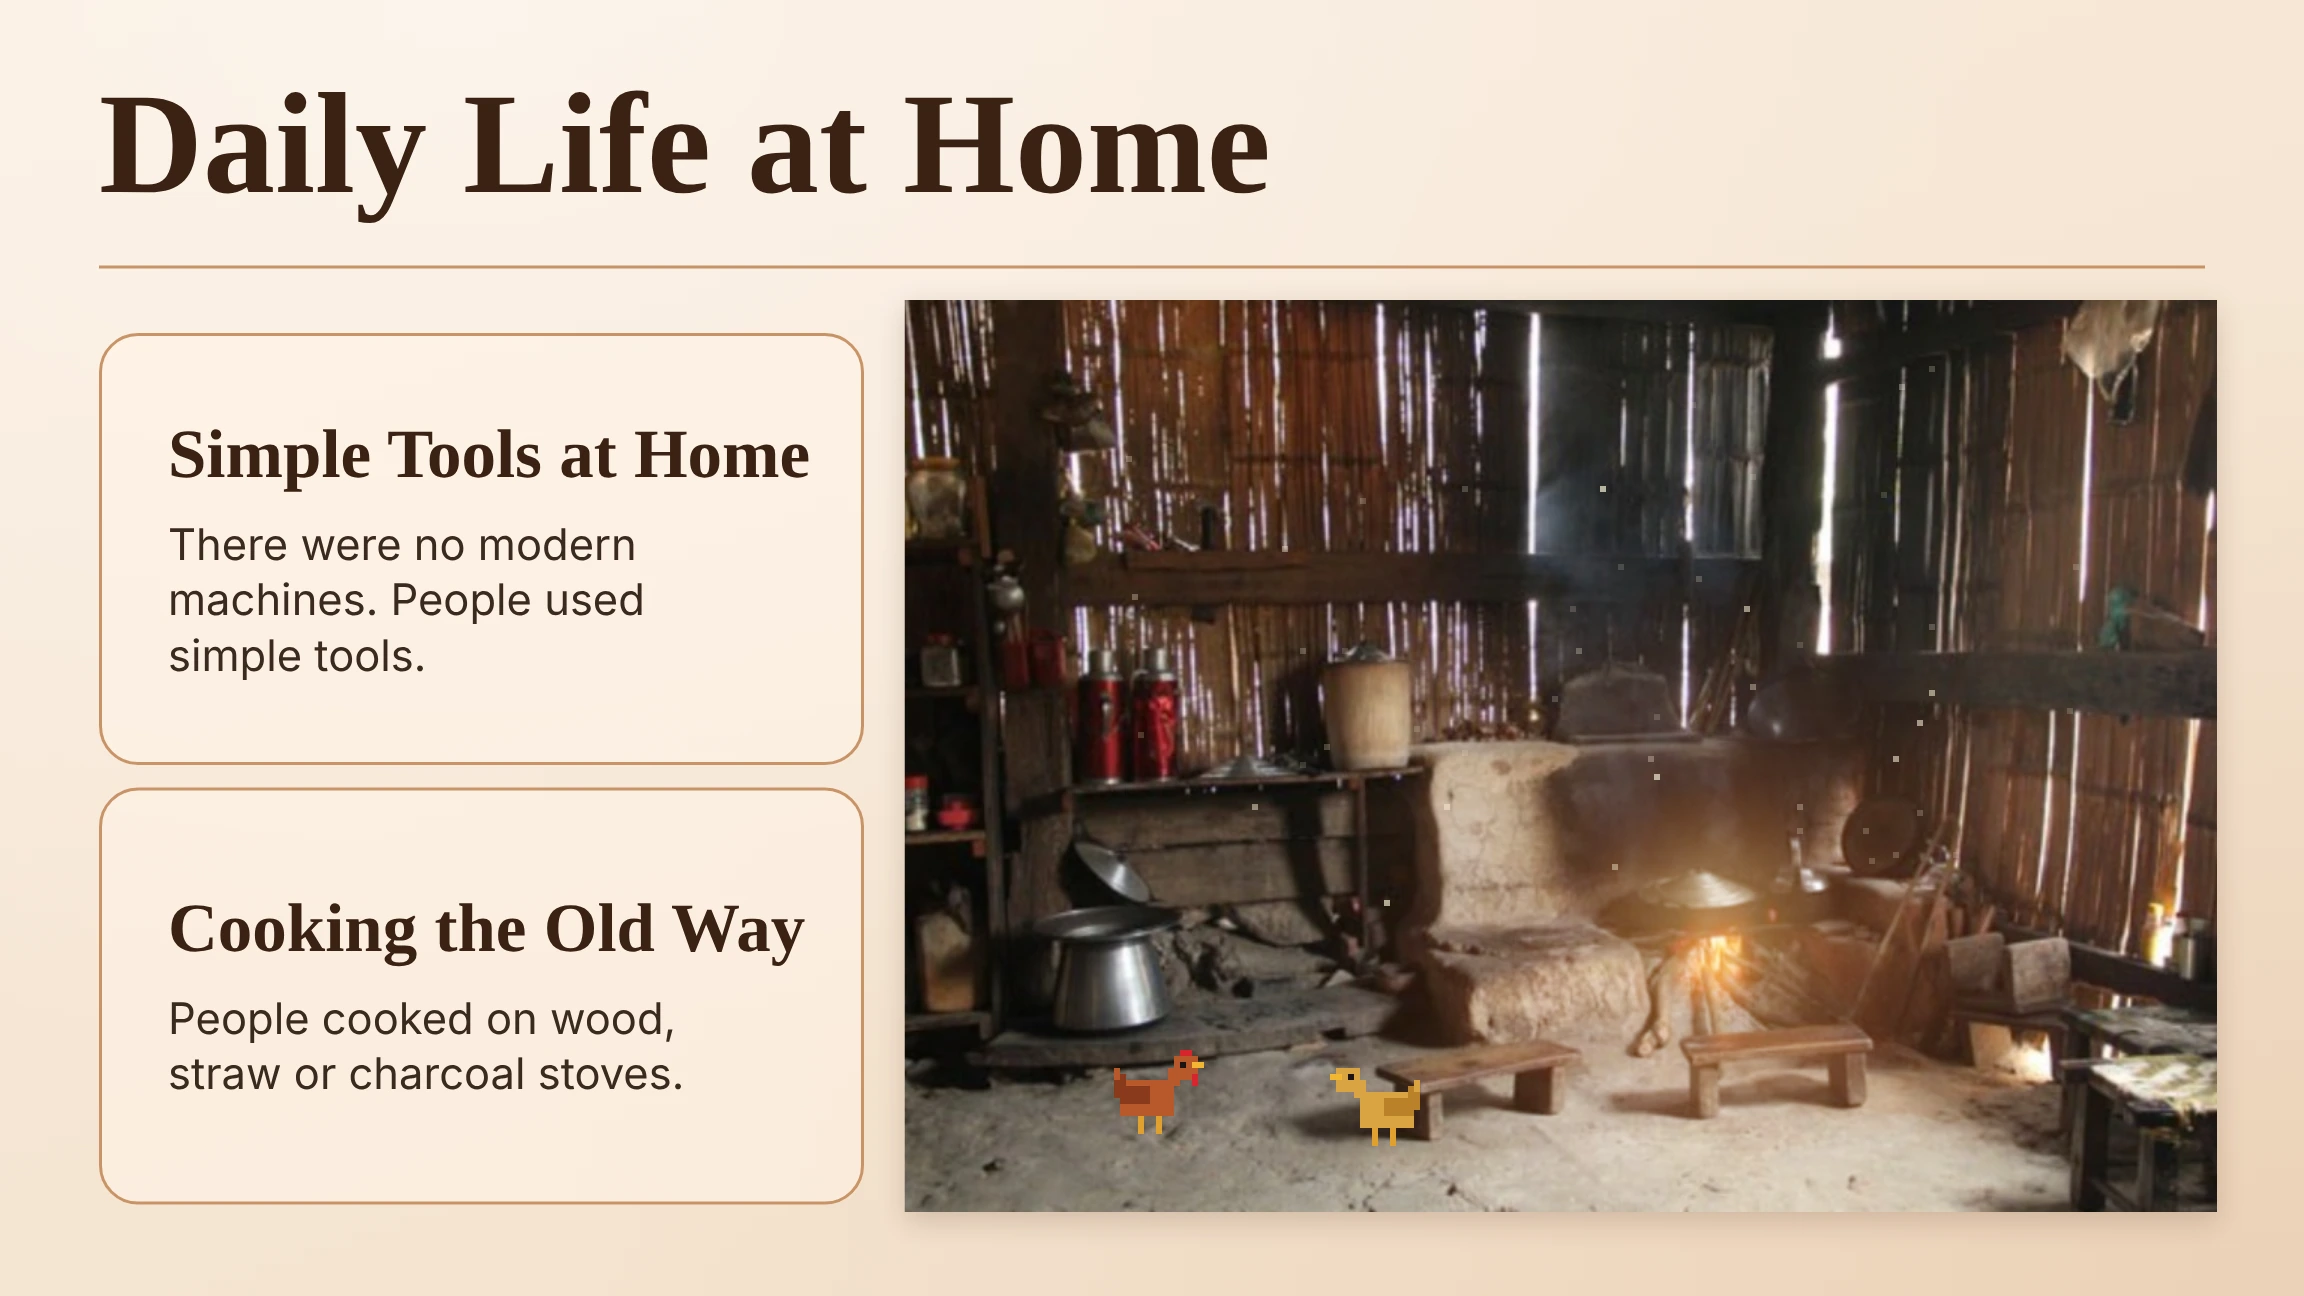 Daily Life at Home
Simple Tools at Home
There were no modern
machines. People used
simple tools.
Cooking the Old Way
People cooked on wood,
straw or charcoal stoves.